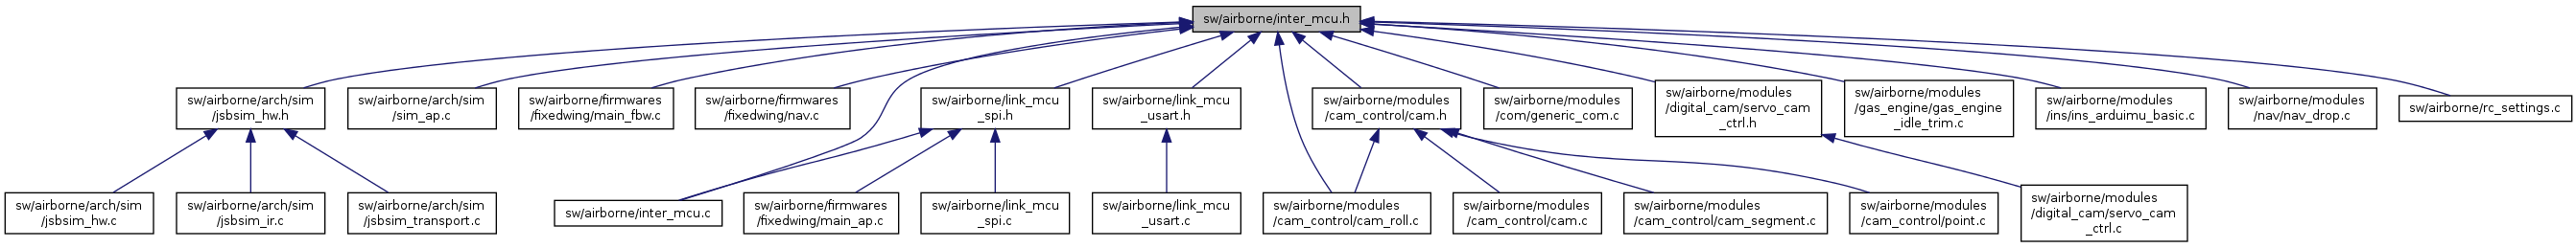 sw/airborne/inter_mcu.h
sw/airborne/arch/sim
/jsbsim_hw.h
sw/airborne/arch/sim
/sim_ap.c
sw/airborne/firmwares
/fixedwing/main_fbw.c
sw/airborne/firmwares
/fixedwing/nav.c
sw/airborne/link_mcu
_spi.h
sw/airborne/link_mcu
_usart.h
sw/airborne/modules
/cam_control/cam.h
sw/airborne/modules
/com/generic_com.c
sw/airborne/modules
/digital_cam/servo_cam
_ctrl.h
sw/airborne/modules
/gas_engine/gas_engine
_idle_trim.c
sw/airborne/modules
/ins/ins_arduimu_basic.c
sw/airborne/modules
/nav/nav_drop.c
sw/airborne/rc_settings.c
sw/airborne/arch/sim
/jsbsim_hw.c
sw/airborne/arch/sim
/jsbsim_ir.c
sw/airborne/arch/sim
/jsbsim_transport.c
sw/airborne/inter_mcu.c
sw/airborne/firmwares
/fixedwing/main_ap.c
sw/airborne/link_mcu
_spi.c
sw/airborne/link_mcu
_usart.c
sw/airborne/modules
/cam_control/cam_roll.c
sw/airborne/modules
/cam_control/cam.c
sw/airborne/modules
/cam_control/cam_segment.c
sw/airborne/modules
/cam_control/point.c
sw/airborne/modules
/digital_cam/servo_cam
_ctrl.c